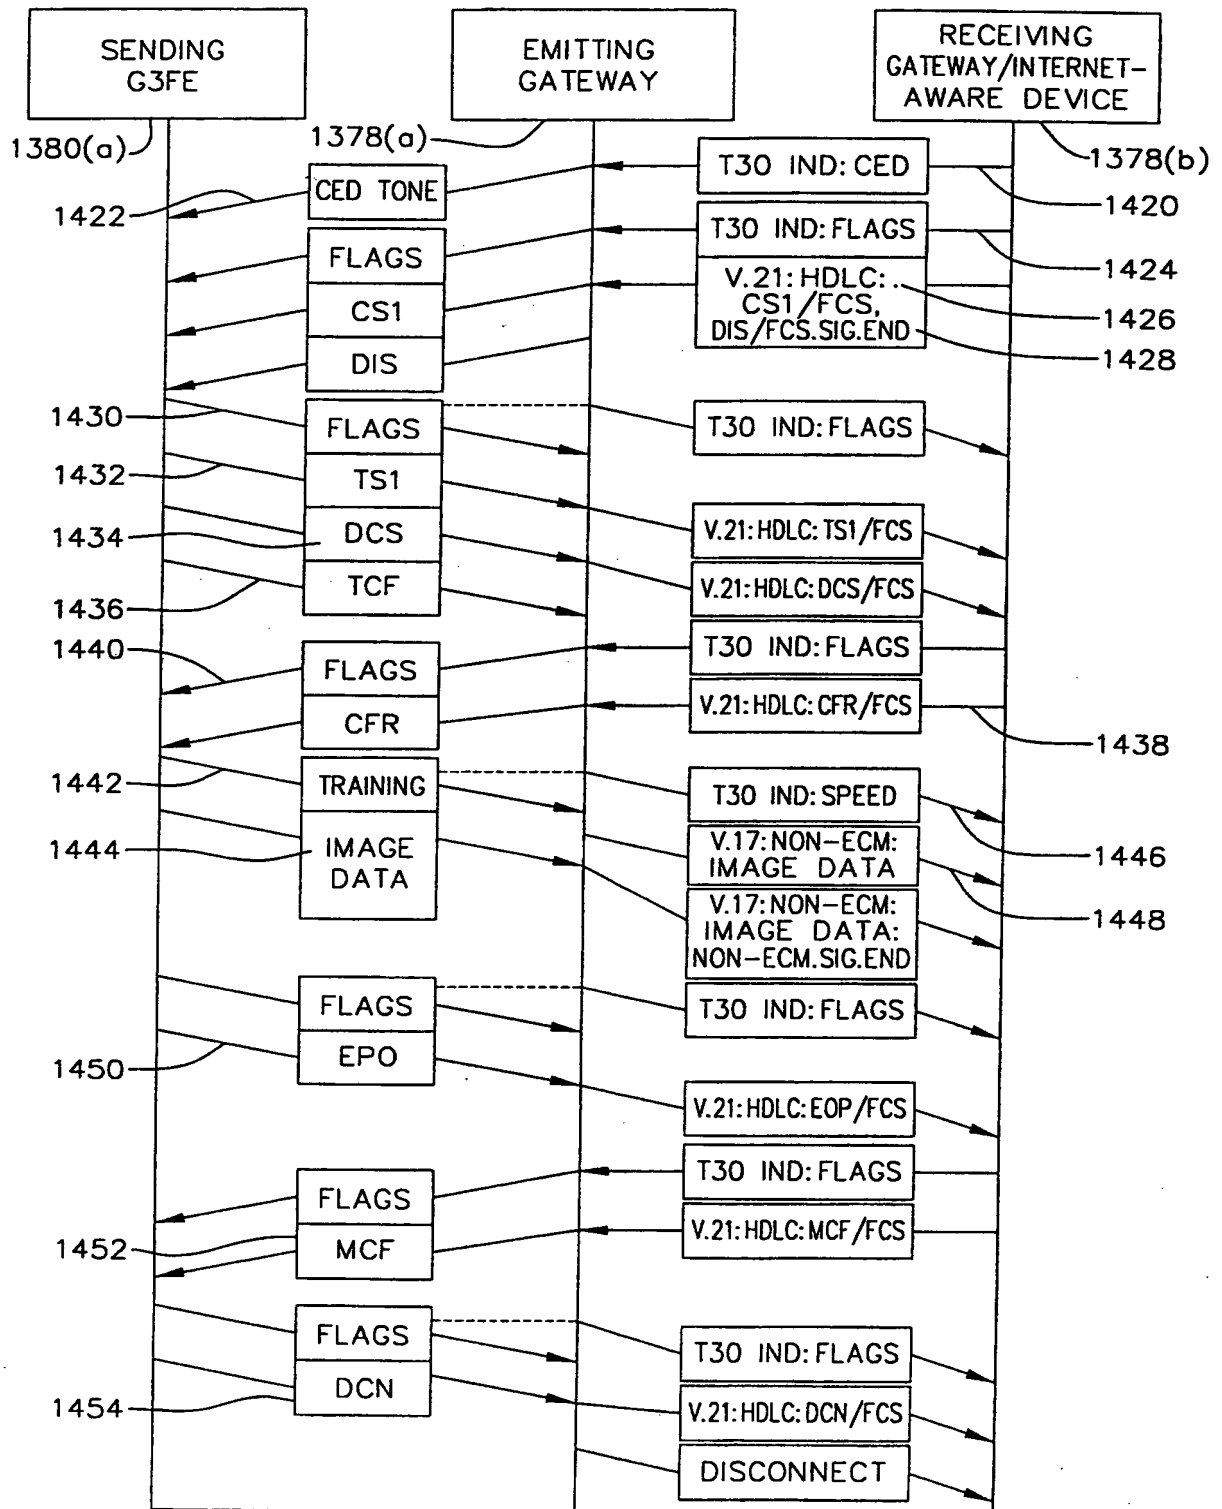 SENDING
G3FE
EMITTING
GATEWAY
RECEIVING
GATEWAY/INTERNET-
AWARE DEVICE
1380(a)
1378(a)
1378(b)
T30 IND: CED
1420
CED TONE
1422
T30 IND: FLAGS
1424
FLAGS
V.21: HDLC: .
CS1/FCS,
DIS/FCS.SIG.END
1426
1428
CS1
DIS
1430
FLAGS
T30 IND: FLAGS
1432
TS1
V.21: HDLC: TS1/FCS
1434
DCS
V.21: HDLC: DCS/FCS
1436
TCF
T30 IND: FLAGS
1440
FLAGS
V.21: HDLC: CFR/FCS
1438
CFR
1442
TRAINING
T30 IND: SPEED
1446
1444
IMAGE
DATA
V.17: NON-ECM:
IMAGE DATA
1448
V.17: NON-ECM:
IMAGE DATA:
NON-ECM.SIG.END
FLAGS
T30 IND: FLAGS
1450
EPO
V.21: HDLC: EOP/FCS
T30 IND: FLAGS
FLAGS
V.21: HDLC: MCF/FCS
1452
MCF
FLAGS
T30 IND: FLAGS
1454
DCN
V.21: HDLC: DCN/FCS
DISCONNECT